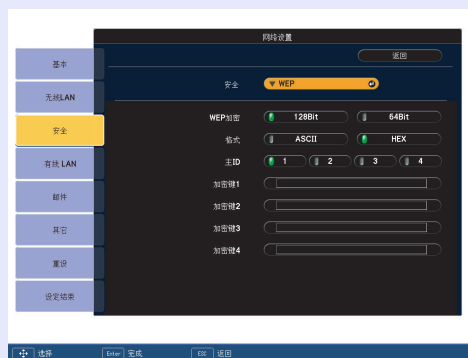 网络设置
返回
基本
无线LAN
安全
有线 LAN
邮件
其它
重设
设定结束
安全 WEP
WEP加密 128Bit 64Bit
格式 ASCII HEX
主ID 1 2 3 4
加密键1
加密键2
加密键3
加密键4
选择 Enter 完成 ESC 返回